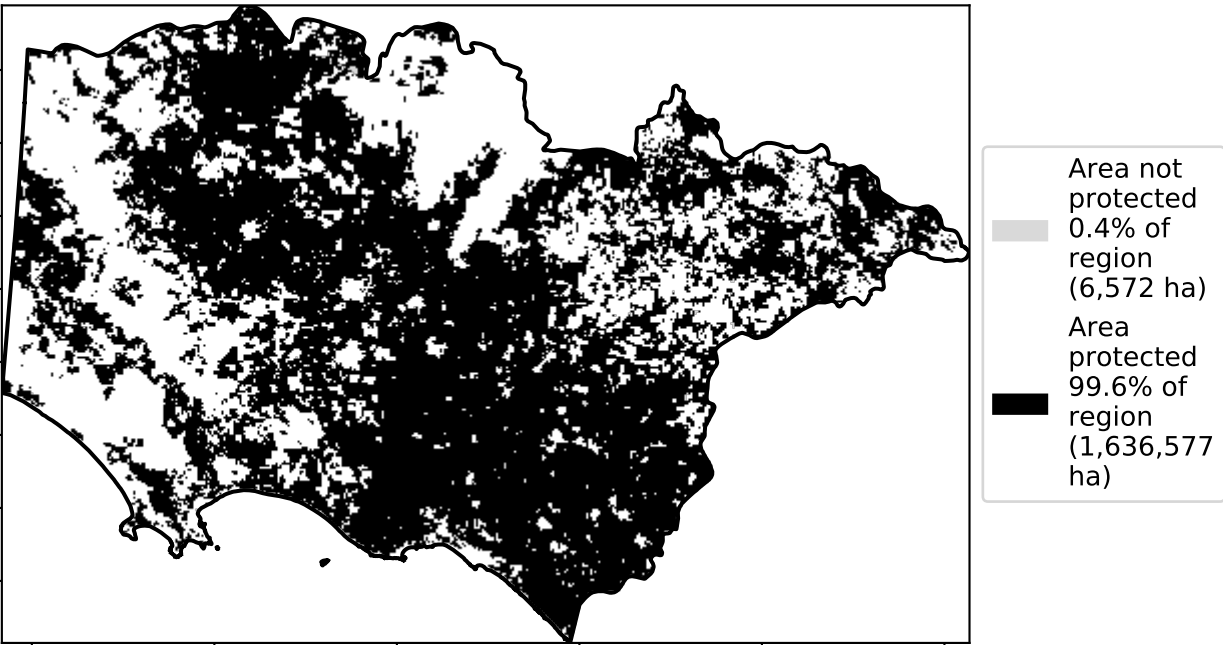 Area not
protected
0.4% of
region
(6,572 ha)
Area
protected
99.6% of
region
(1,636,577
ha)